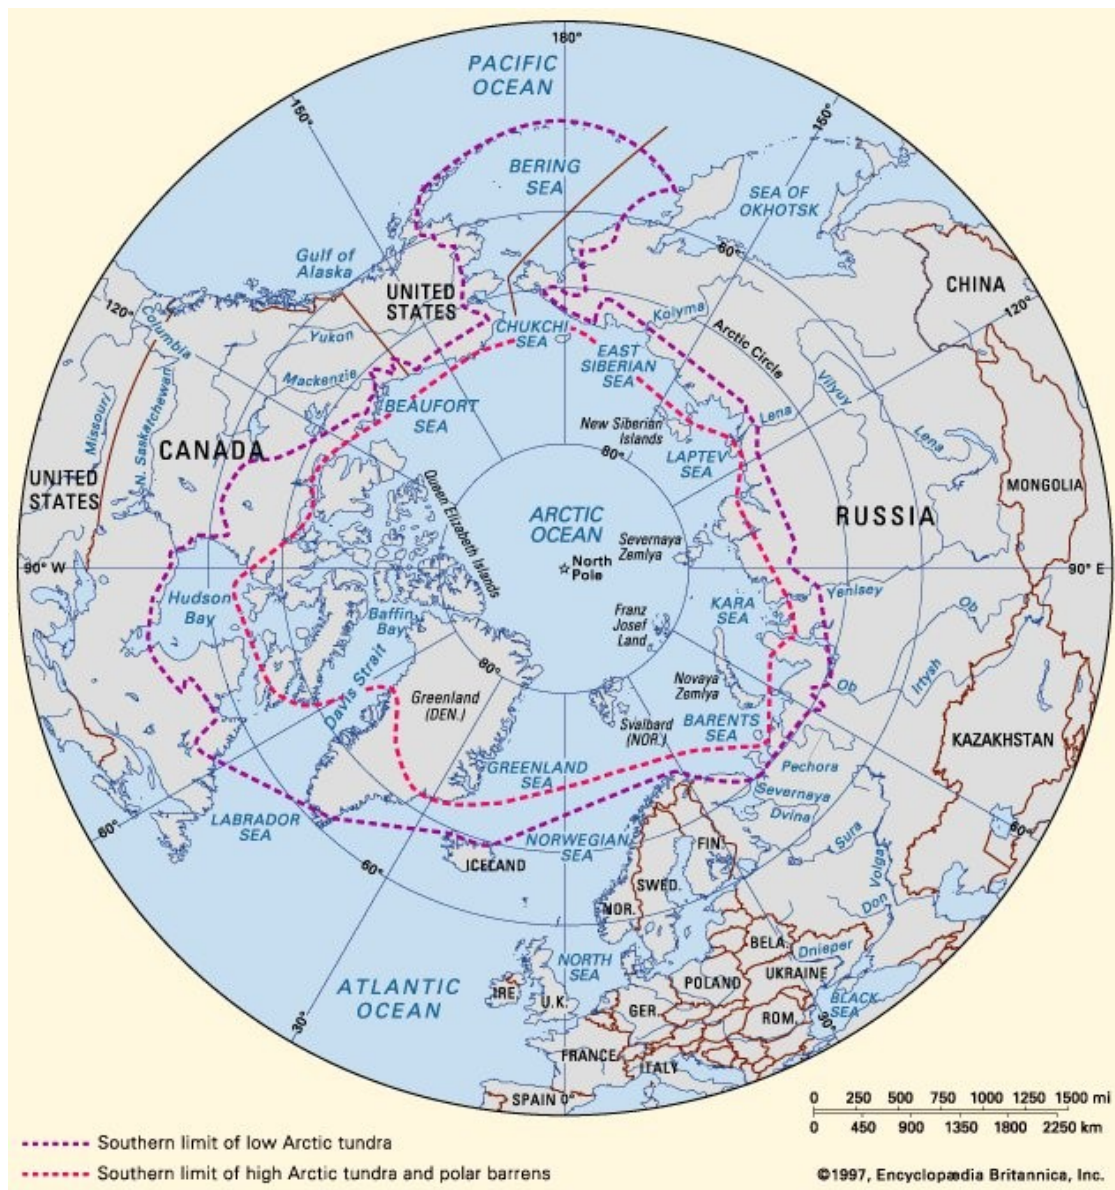 180°
PACIFIC
OCEAN
150°
150°
BERING
SEA
SEA OF
OKHOTSK
60°
Gulf of
Alaska
UNITED
STATES
CHINA
120°
120°
Columbia
Yukon
CHUKCHI
SEA
Kolyma
Arctic Circle
EAST
SIBERIAN
SEA
Mackenzie
Vilyuy
Missouri
N. Saskatchewan
BEAUFORT
SEA
New Siberian
Islands
Lena
Lena
80°
LAPTEV
SEA
CANADA
UNITED
STATES
Queen Elizabeth Islands
MONGOLIA
ARCTIC
OCEAN
RUSSIA
Severnaya
Zemlya
North
Pole
90° W
90° E
Hudson
Bay
Baffin
Bay
Franz
Josef
Land
KARA
SEA
Yenisey
Ob
Irtysh
Davis Strait
80°
Greenland
(DEN.)
Novaya
Zemlya
Ob
Svalbard
(NOR.)
BARENTS
SEA
KAZAKHSTAN
GREENLAND
SEA
Pechora
Severnaya
Dvina
LABRADOR
SEA
60°
60°
NORWEGIAN
SEA
FIN.
Sura
Volga
60°
ICELAND
SWED.
NOR.
Don
BELA.
Dnieper
NORTH
SEA
POLAND
UKRAINE
ATLANTIC
OCEAN
IRE.
U.K.
GER.
ROM.
BLACK
SEA
30°
90°
FRANCE
ITALY
SPAIN
0°
0 250 500 750 1000 1250 1500 mi
0 450 900 1350 1800 2250 km
Southern limit of low Arctic tundra
Southern limit of high Arctic tundra and polar barrens
©1997, Encyclopædia Britannica, Inc.